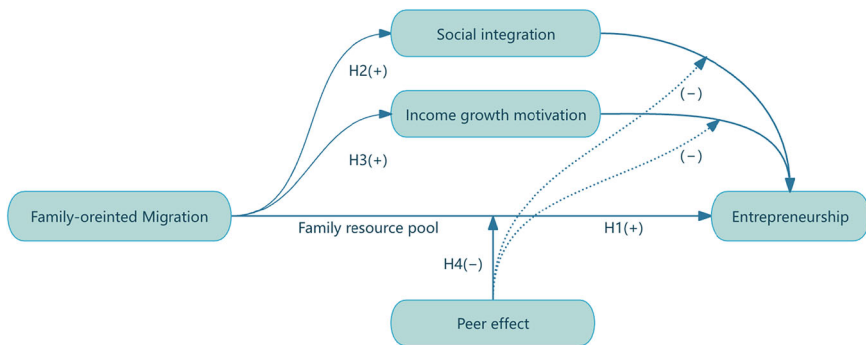 Social integration
H2(+)
(−)
Income growth motivation
H3(+)
(−)
Family-oreinted Migration
Entrepreneurship
Family resource pool
H1(+)
H4(−)
Peer effect